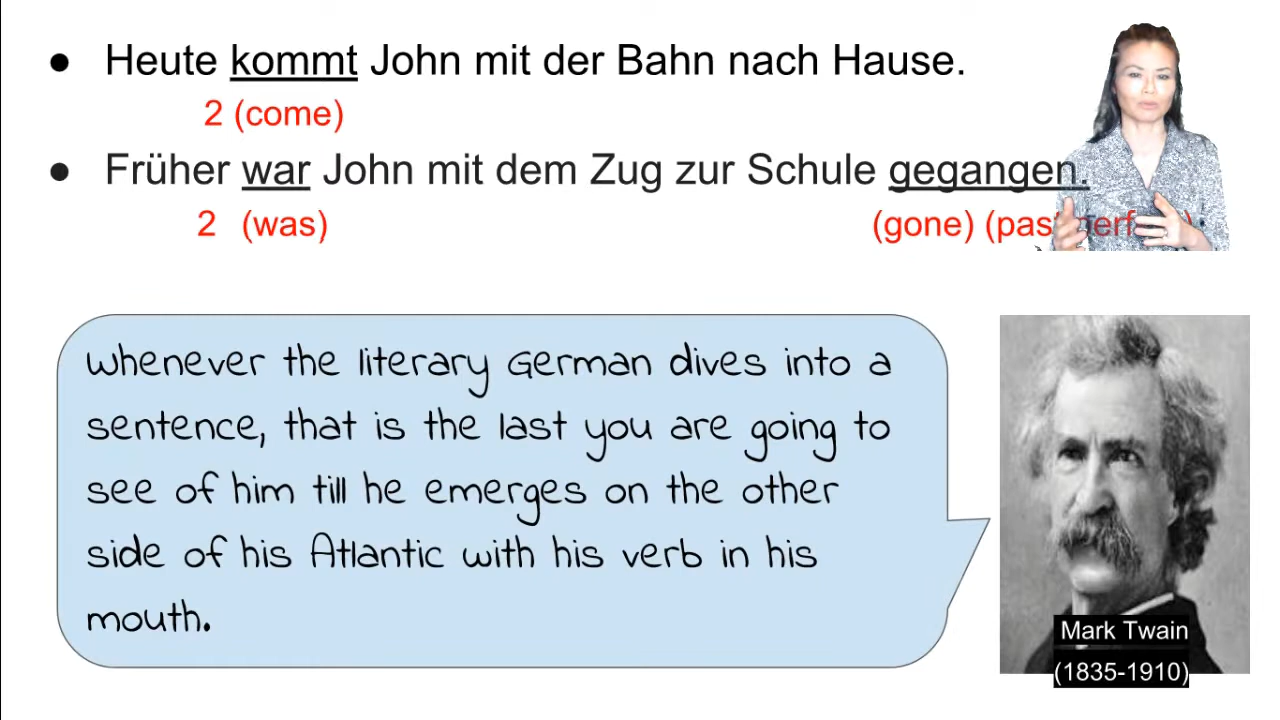 ● Heute kommt John mit der Bahn nach Hause.
2 (come)
● Früher war John mit dem Zug zur Schule gegangen.
2 (was) (gone)
Whenever the literary German dives into a
sentence, that is the last you are going to
see of him till he emerges on the other
side of his Atlantic with his verb in his
mouth.
Mark Twain
(1835-1910)